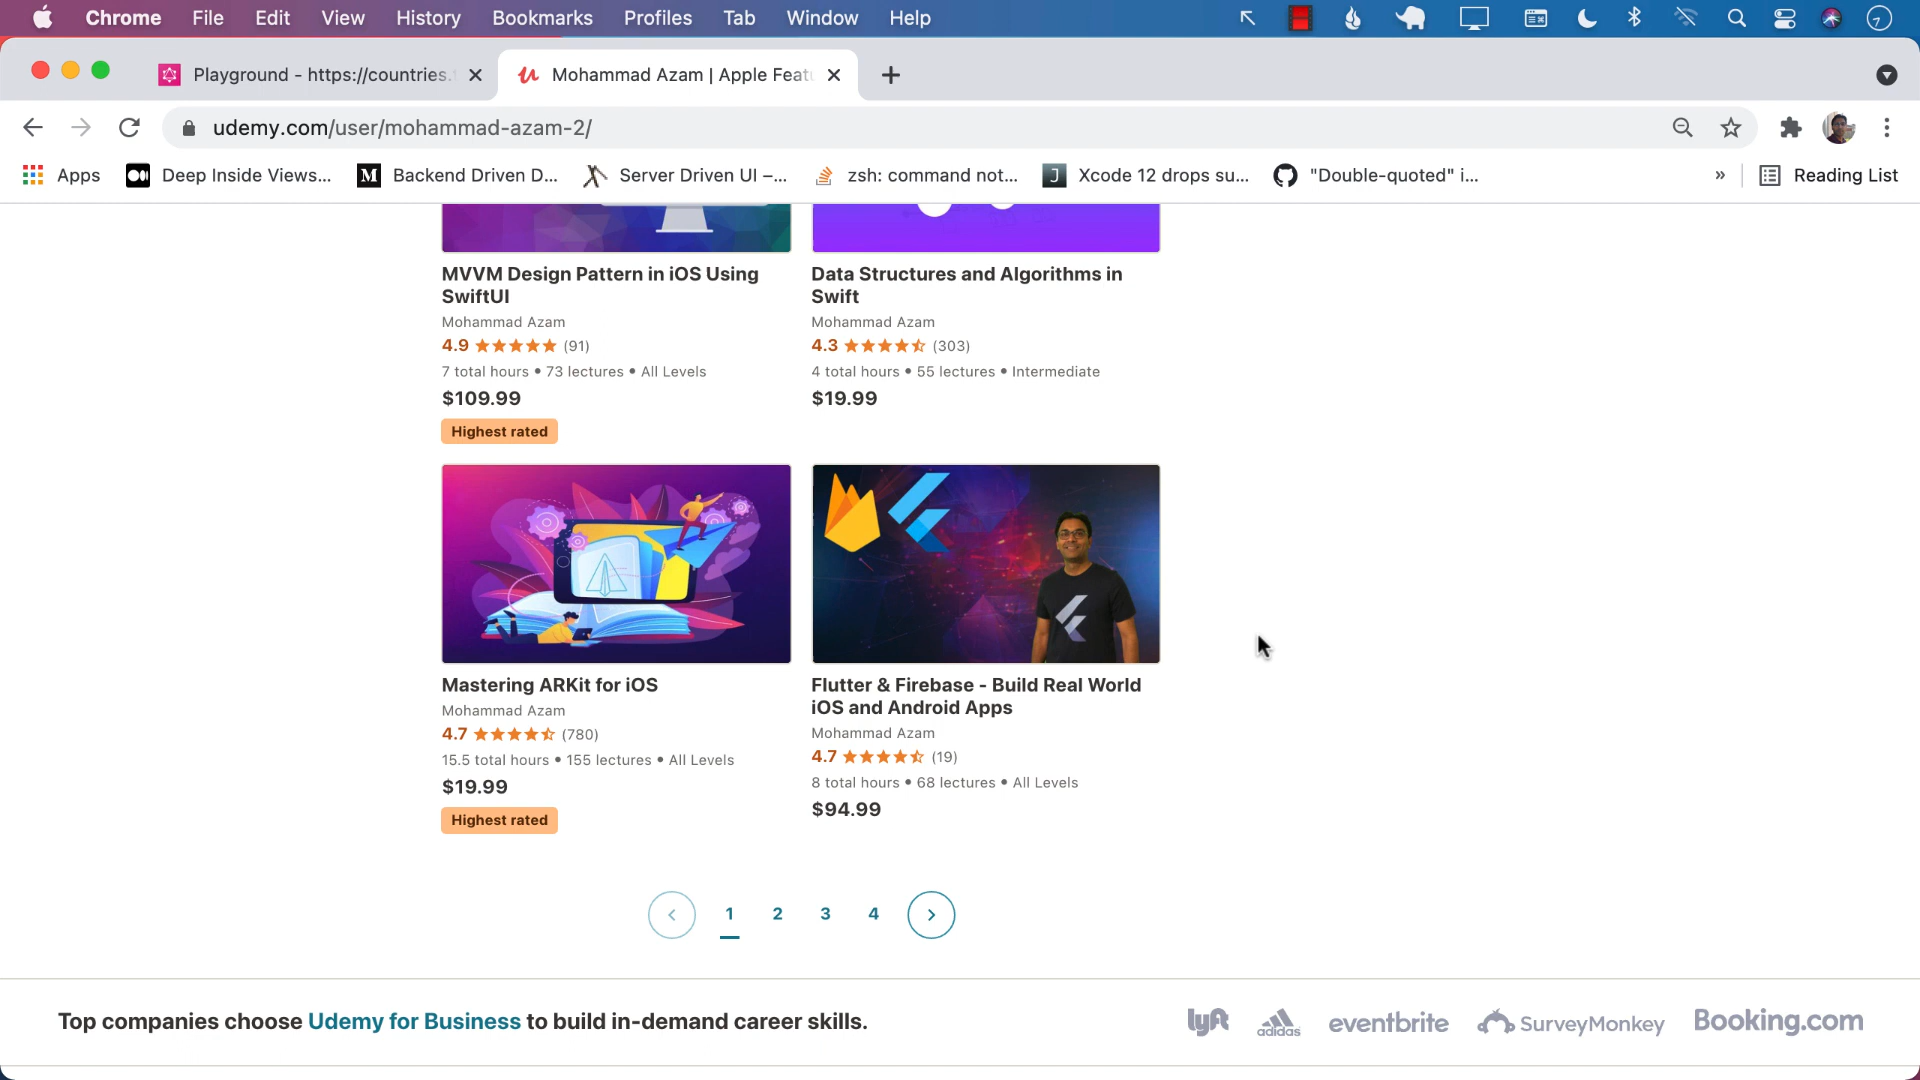 Chrome File Edit View History Bookmarks Profiles Tab Window Help
Playground - https://countries.
Mohammad Azam | Apple Feat
udemy.com/user/mohammad-azam-2/
Apps
Deep Inside Views...
Backend Driven D...
Server Driven UI –...
zsh: command not...
Xcode 12 drops su...
"Double-quoted" i...
»
Reading List
MVVM Design Pattern in iOS Using
SwiftUI
Mohammad Azam
4.9 (91)
7 total hours • 73 lectures • All Levels
$109.99
Highest rated
Data Structures and Algorithms in
Swift
Mohammad Azam
4.3 (303)
4 total hours • 55 lectures • Intermediate
$19.99
Mastering ARKit for iOS
Mohammad Azam
4.7 (780)
15.5 total hours • 155 lectures • All Levels
$19.99
Highest rated
Flutter & Firebase - Build Real World
iOS and Android Apps
Mohammad Azam
4.7 (19)
8 total hours • 68 lectures • All Levels
$94.99
1 2 3 4
Top companies choose Udemy for Business to build in-demand career skills.
lyft
adidas
eventbrite
SurveyMonkey
Booking.com